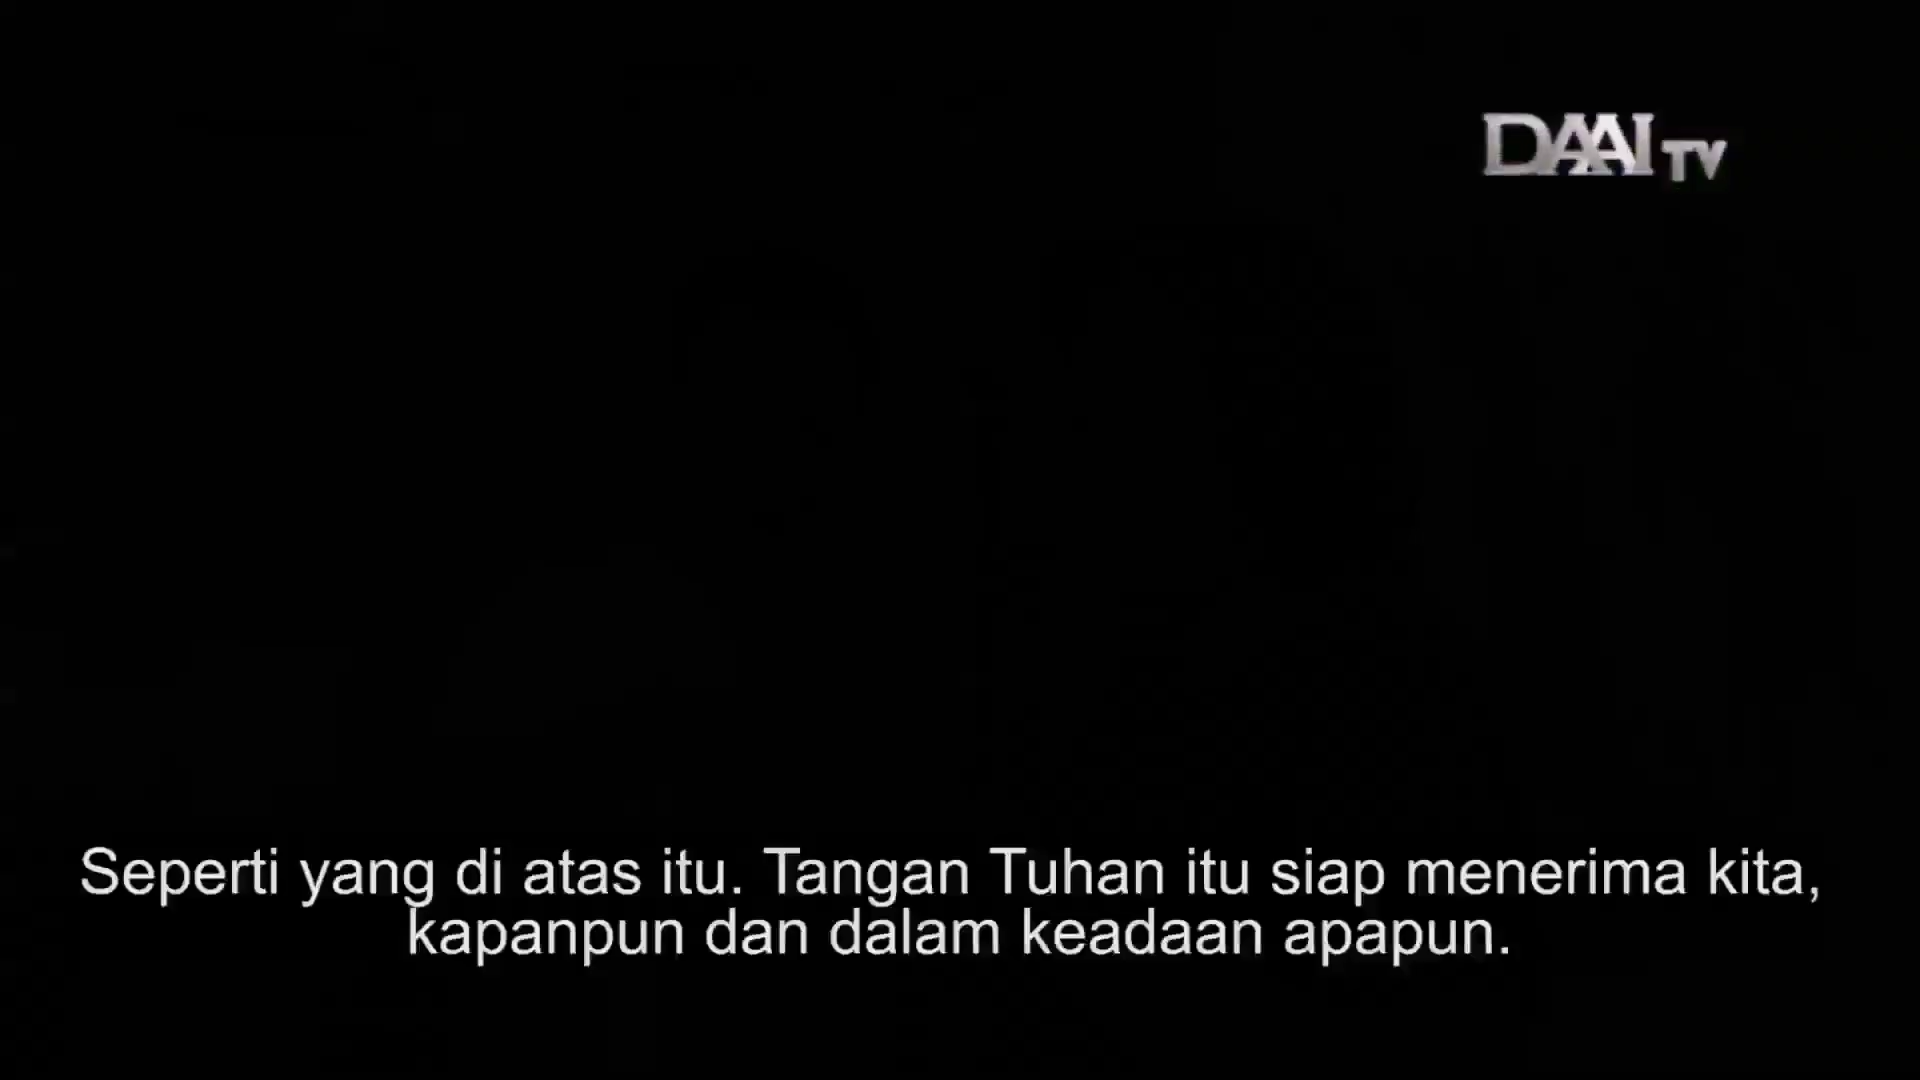 DAAI TV
Seperti yang di atas itu. Tangan Tuhan itu siap menerima kita,
kapanpun dan dalam keadaan apapun.